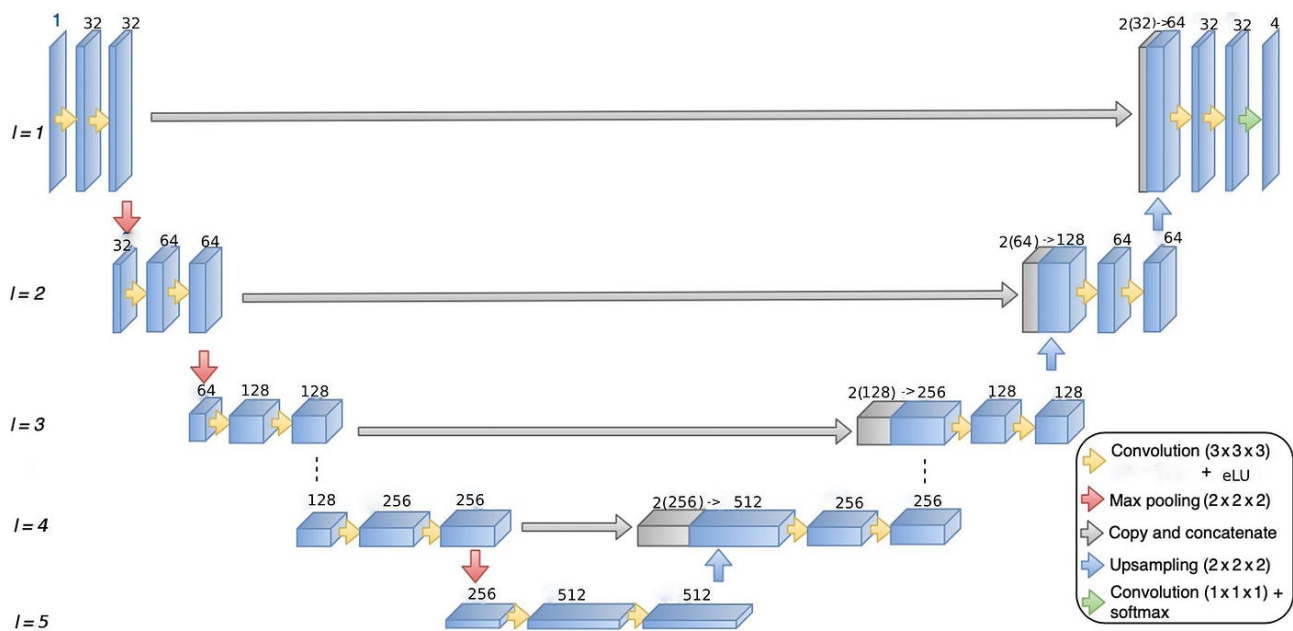 1 32 32 2(32)->64 32 32 4
l = 1
32 64 64 2(64) ->128 64 64
l = 2
64 128 128 2(128) ->256 128 128
l = 3
128 256 256 2(256) -> 512 256 256
l = 4
256 512 512
l = 5
Convolution (3x3x3)
+ eLU
Max pooling (2x2x2)
Copy and concatenate
Upsampling (2x2x2)
Convolution (1x1x1) +
softmax